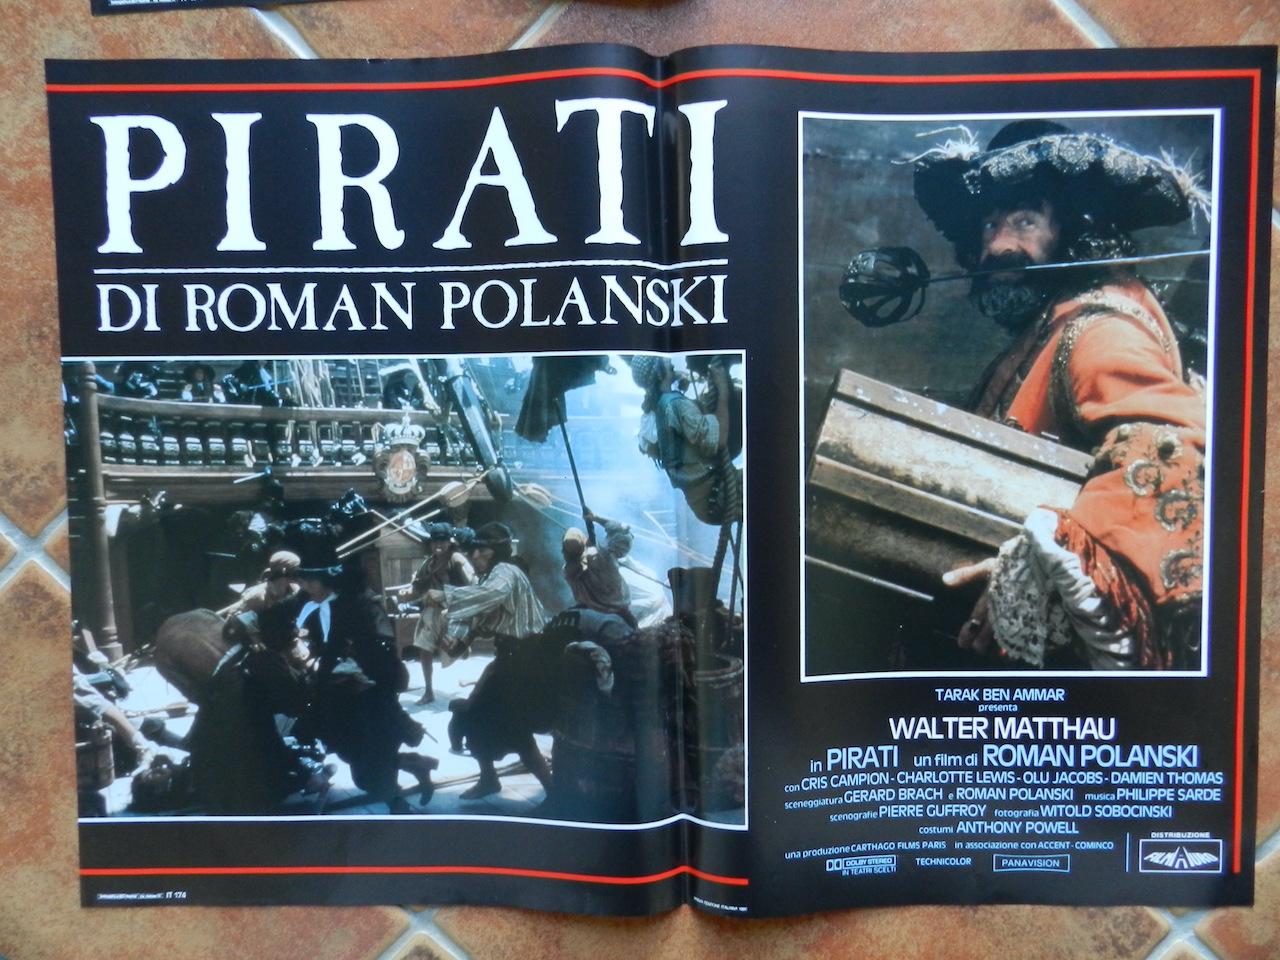 PIRATI
DI ROMAN POLANSKI
TARAK BEN AMMAR
presenta
WALTER MATTHAU
in PIRATI un film di ROMAN POLANSKI
con CRIS CAMPION - CHARLOTTE LEWIS - OLU JACOBS - DAMIEN THOMAS
sceneggiatura GERARD BRACH e ROMAN POLANSKI musica PHILIPPE SARDE
scenografie PIERRE GUFFROY fotografia WITOLD SOBOCINSKI
costumi ANTHONY POWELL
una produzione CARTHAGO FILMS PARIS in associazione con ACCENT - COMINCO
DOLBY STEREO
IN TEATRI SCELTI
TECHNICOLOR
PANAVISION
DISTRIBUZIONE
IT 174